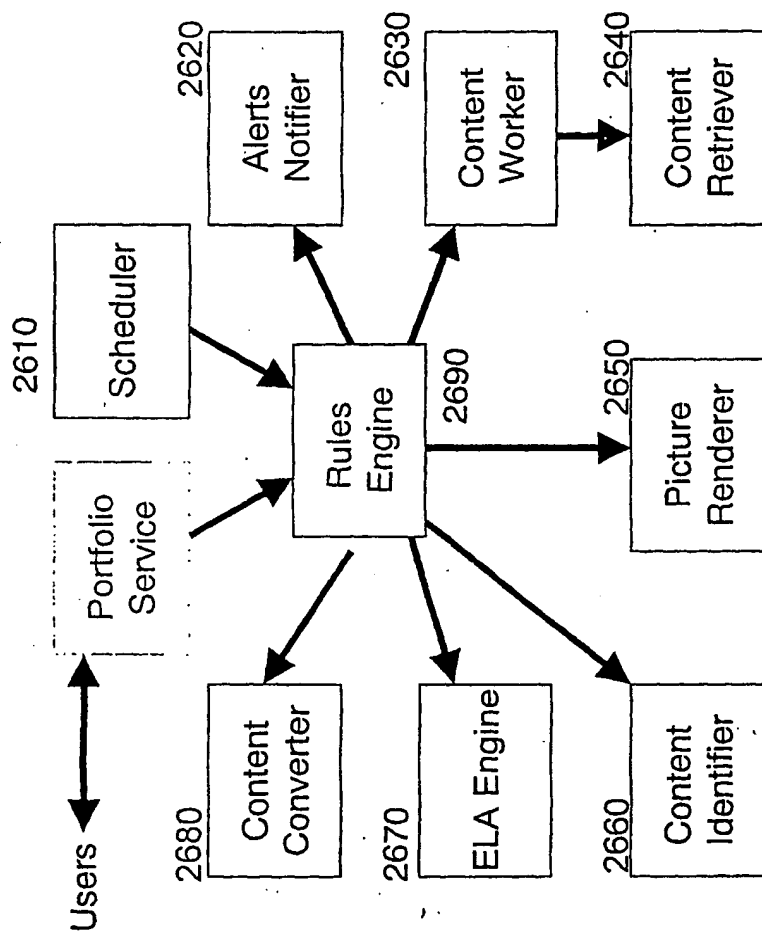 Users
Portfolio
Service
2610
Scheduler
2620
Alerts
Notifier
2680
Content
Converter
Rules
Engine
2690
2630
Content
Worker
2670
ELA Engine
2660
Content
Identifier
2650
Picture
Renderer
2640
Content
Retriever